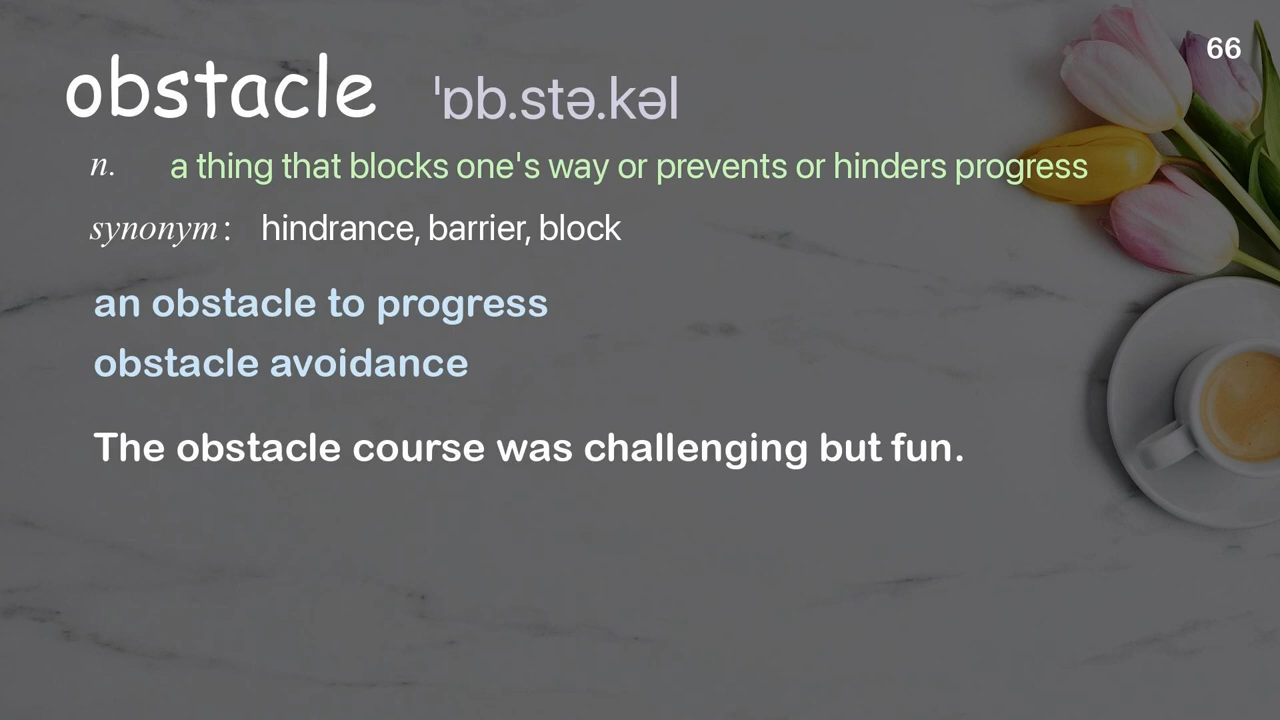 66
obstacle ˈɒb.stə.kəl
n. a thing that blocks one's way or prevents or hinders progress
synonym: hindrance, barrier, block
an obstacle to progress
obstacle avoidance
The obstacle course was challenging but fun.